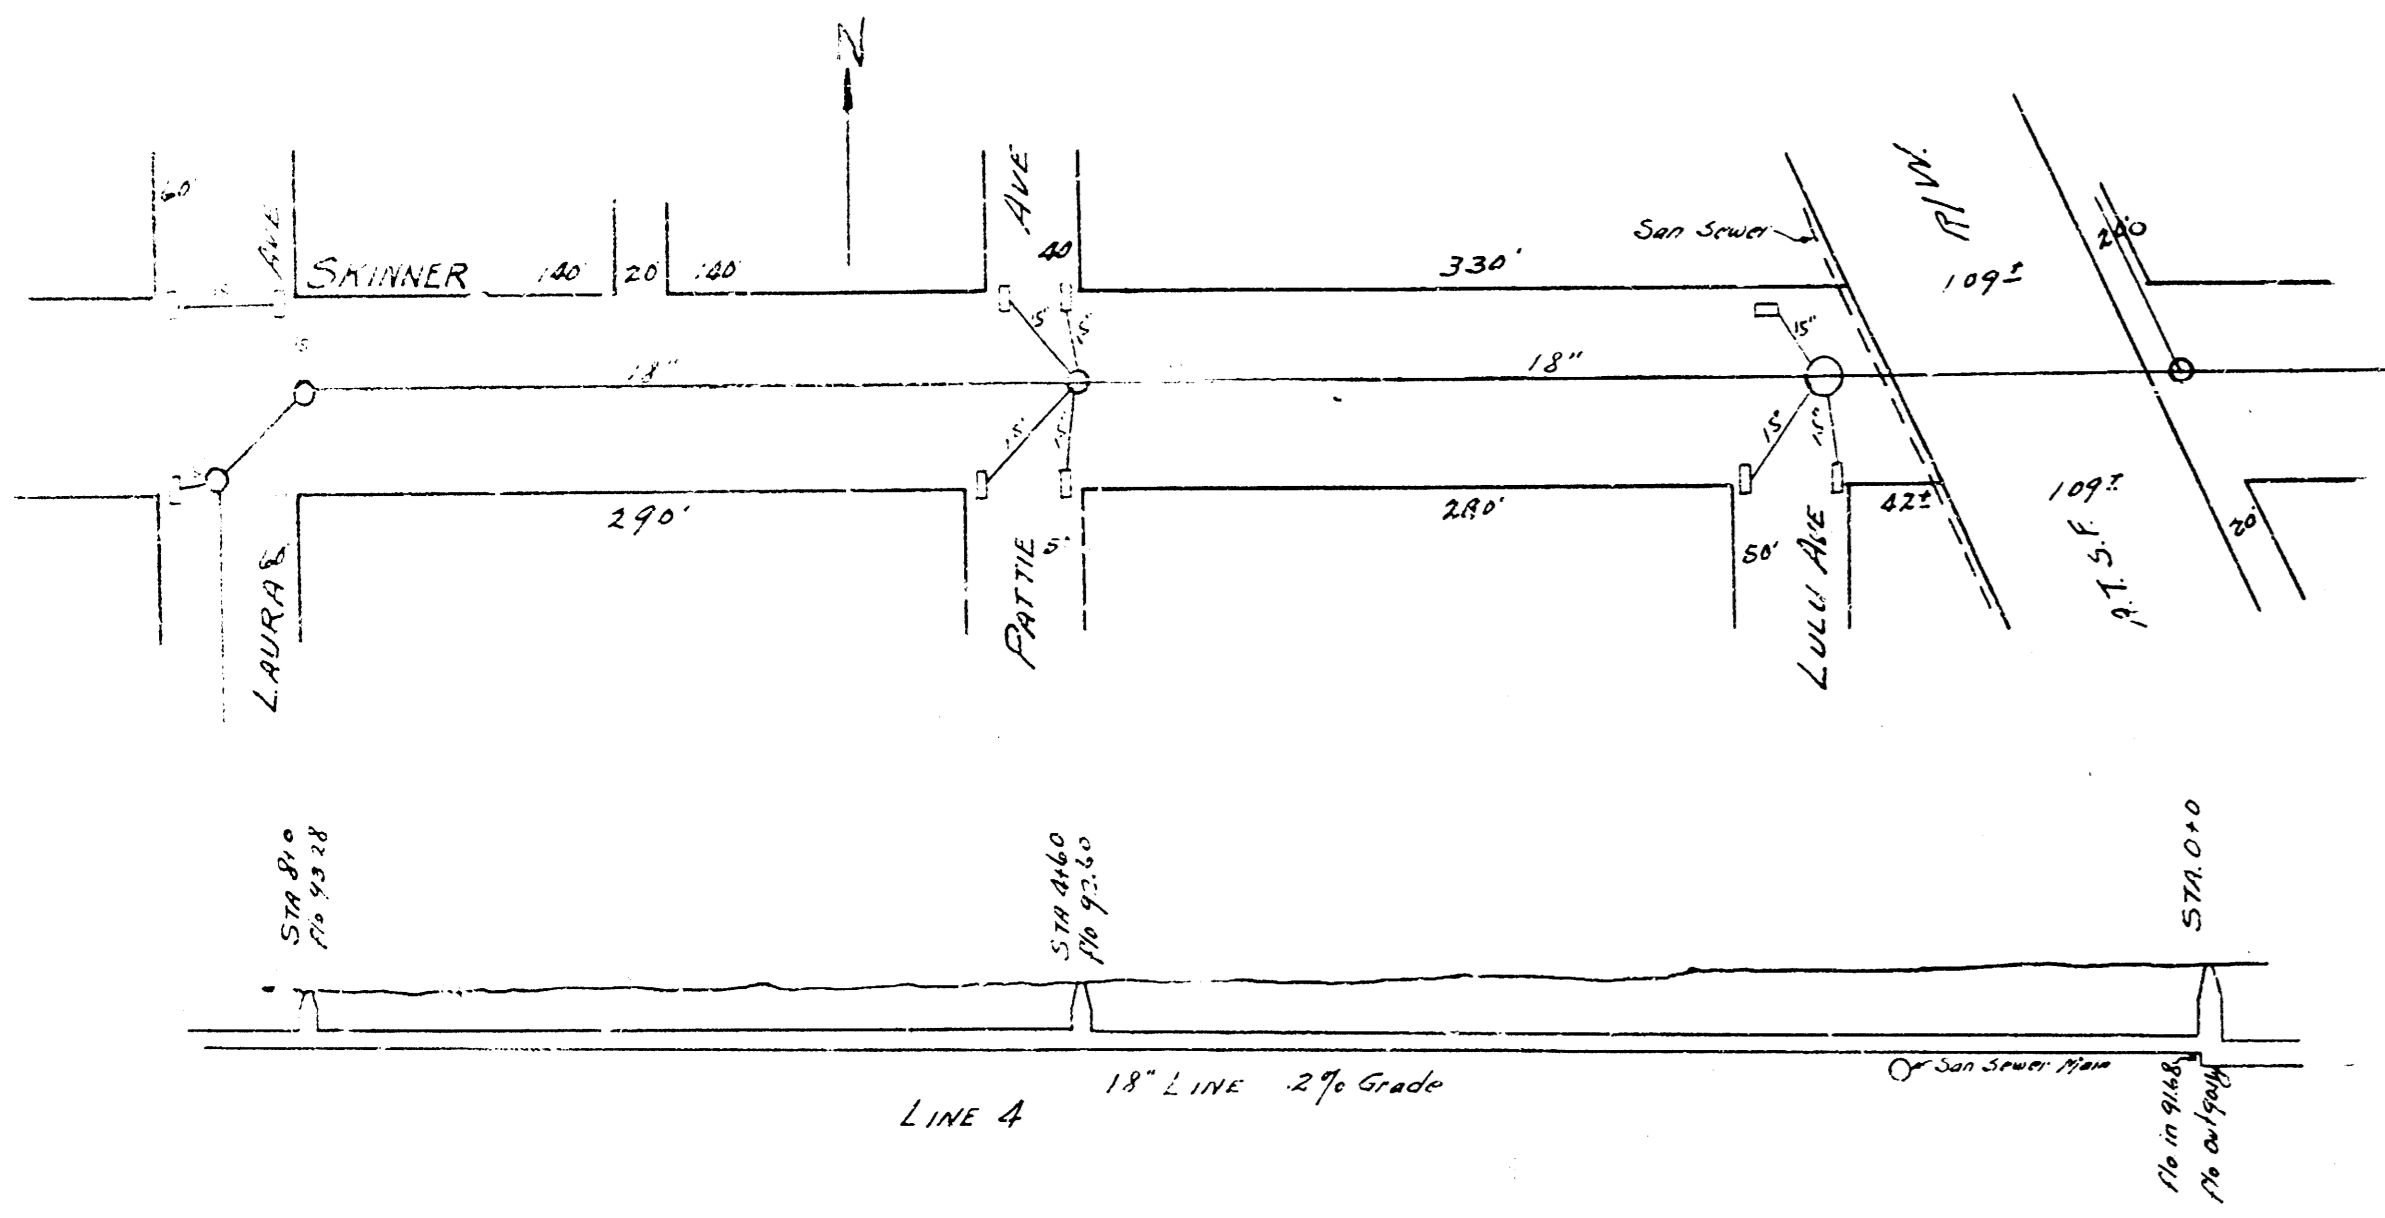 N
60'
AVE
SKINNER
140'
20'
140'
AVE
40'
330'
San Sewer
R/W.
109±
200
18
15
15"
15"
15"
18"
18"
15"
15"
15"
15"
290'
280'
42±
109±
20'
LAURA
PATTIE
50'
LULU AVE
A.T.S.F.
STA 8+0
F/o 93 28
STA 4+60
F/o 92.60
STA. 0+0
18" LINE .2% Grade
San Sewer Main
LINE 4
F/o in 91.68
F/o out